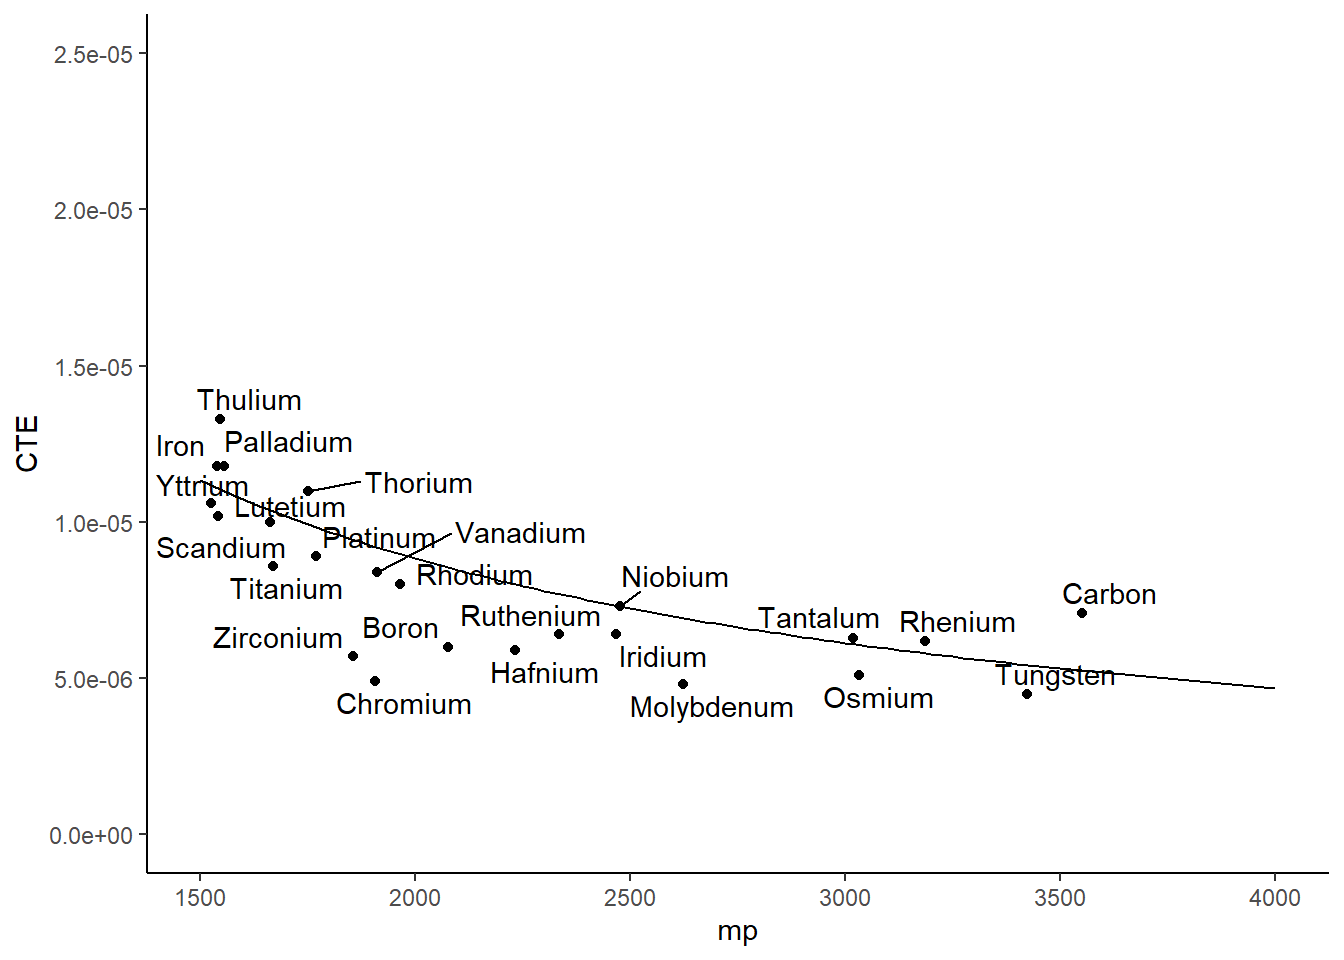 2.5e-05
2.0e-05
1.5e-05
1.0e-05
5.0e-06
0.0e+00
CTE
Thulium
Iron
Palladium
Yttrium
Thorium
Lutetium
Vanadium
Platinum
Scandium
Rhodium
Niobium
Titanium
Carbon
Ruthenium
Tantalum
Rhenium
Boron
Zirconium
Iridium
Hafnium
Tungsten
Osmium
Chromium
Molybdenum
1500
2000
2500
3000
3500
4000
mp